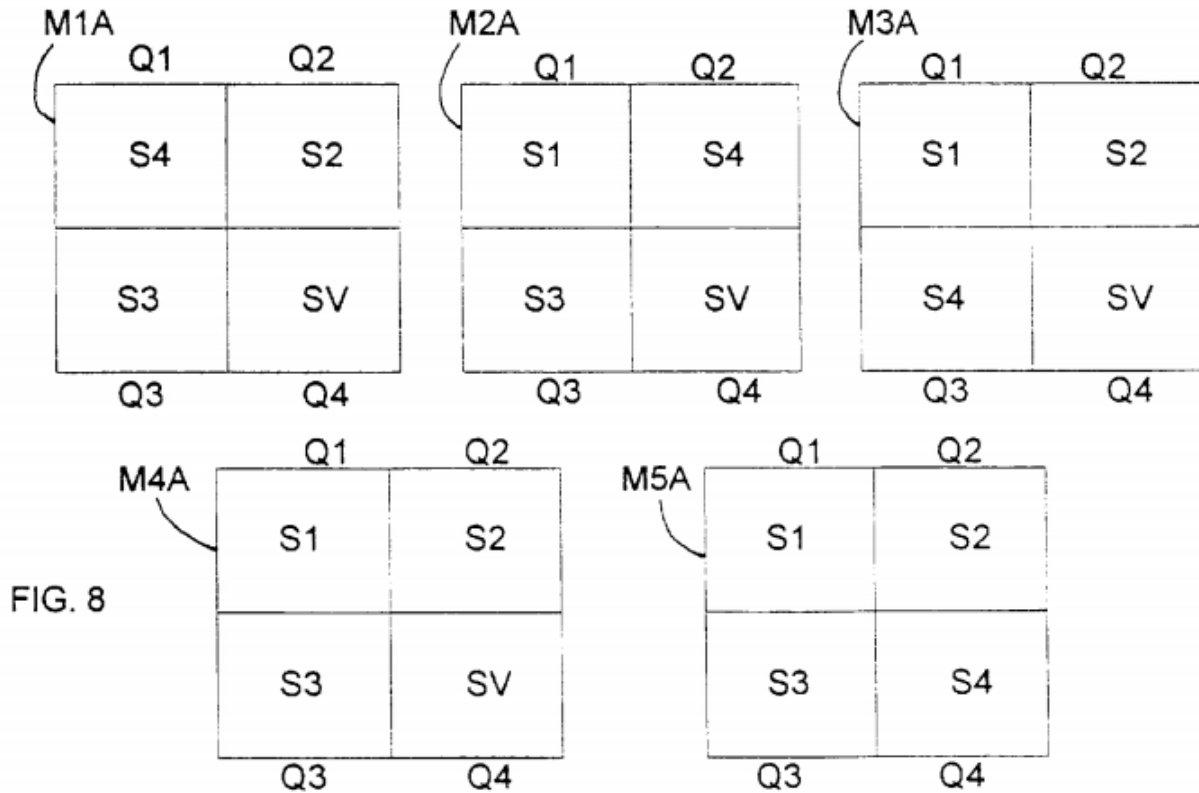 M1A M2A M3A
Q1 Q2 Q1 Q2 Q1 Q2
S4 S2 S1 S4 S1 S2
S3 SV S3 SV S4 SV
Q3 Q4 Q3 Q4 Q3 Q4
Q1 Q2 Q1 Q2
M4A M5A
S1 S2 S1 S2
FIG. 8
S3 SV S3 S4
Q3 Q4 Q3 Q4